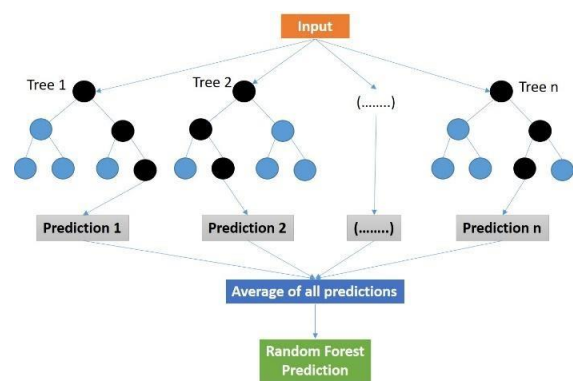 Input
Tree 1
Tree 2
(........)
Tree n
Prediction 1
Prediction 2
(........)
Prediction n
Average of all predictions
Random Forest
Prediction